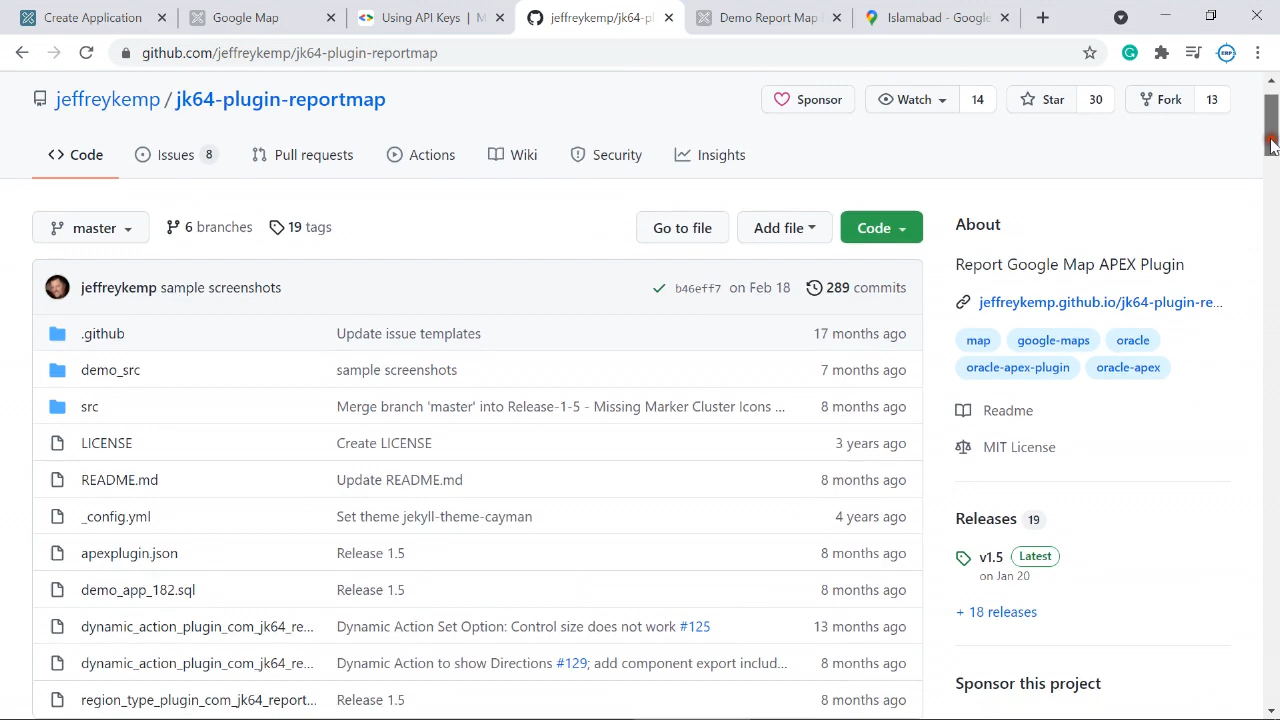 Create Application
Google Map
Using API Keys | M
jeffreykemp/jk64-pl
Demo Report Map
Islamabad - Google
github.com/jeffreykemp/jk64-plugin-reportmap
jeffreykemp / jk64-plugin-reportmap
Sponsor
Watch 14
Star 30
Fork 13
Code
Issues 8
Pull requests
Actions
Wiki
Security
Insights
master
6 branches
19 tags
Go to file
Add file
Code
jeffreykemp sample screenshots
b46eff7 on Feb 18
289 commits
.github Update issue templates 17 months ago
demo_src sample screenshots 7 months ago
src Merge branch 'master' into Release-1-5 - Missing Marker Cluster Icons ... 8 months ago
LICENSE Create LICENSE 3 years ago
README.md Update README.md 8 months ago
_config.yml Set theme jekyll-theme-cayman 4 years ago
apexplugin.json Release 1.5 8 months ago
demo_app_182.sql Release 1.5 8 months ago
dynamic_action_plugin_com_jk64_re... Dynamic Action Set Option: Control size does not work #125 13 months ago
dynamic_action_plugin_com_jk64_re... Dynamic Action to show Directions #129; add component export includ... 8 months ago
region_type_plugin_com_jk64_report... Release 1.5 8 months ago
About
Report Google Map APEX Plugin
jeffreykemp.github.io/jk64-plugin-re...
map google-maps oracle
oracle-apex-plugin oracle-apex
Readme
MIT License
Releases 19
v1.5 Latest
on Jan 20
+ 18 releases
Sponsor this project